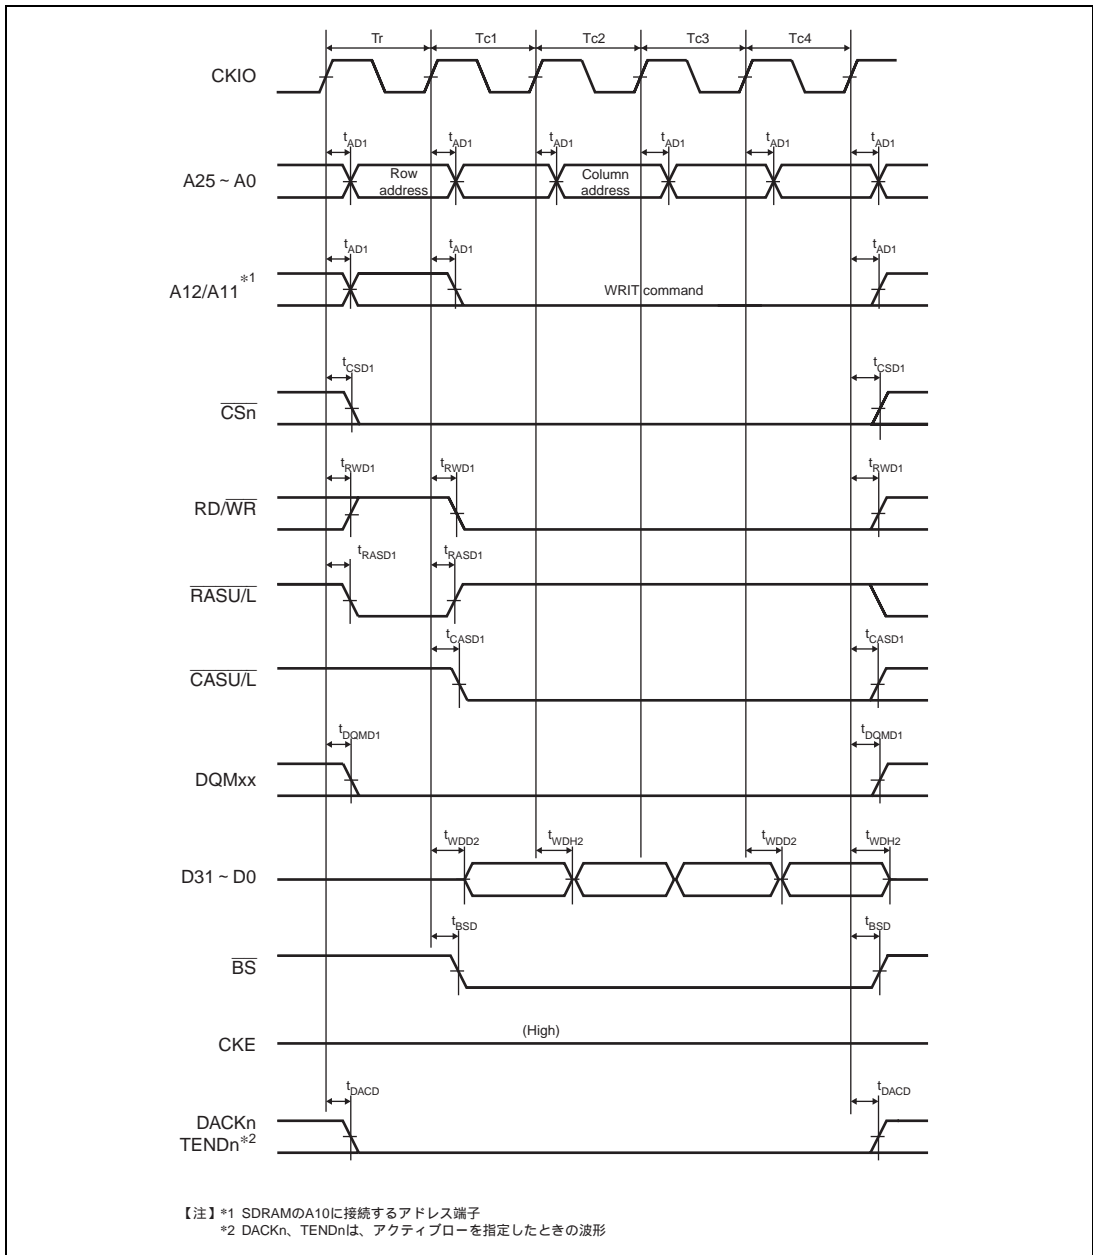 Tr Tc1 Tc2 Tc3 Tc4
CKIO
tAD1 tAD1 tAD1 tAD1 tAD1 tAD1
A25 ~ A0
Row address
Column address
tAD1 tAD1 tAD1
A12/A11*1
WRIT command
tCSD1 tCSD1
CSn
tRWD1 tRWD1 tRWD1
RD/WR
tRASD1 tRASD1
RASU/L
tCASD1 tCASD1
CASU/L
tDQMD1 tDQMD1
DQMxx
tWDD2 tWDH2 tWDD2 tWDH2
D31 ~ D0
tBSD tBSD
BS
(High)
CKE
tDACD tDACD
DACKn
TENDn*2
【注】*1 SDRAMのA10に接続するアドレス端子
*2 DACKn、TENDnは、アクティブローを指定したときの波形